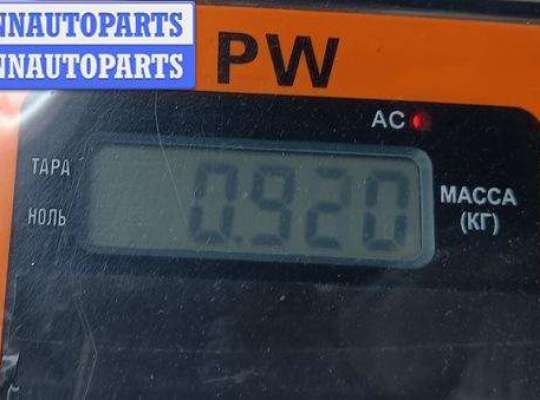 NNAUTOPARTS
NNAUTOPARTS
PW
AC
ТАРА
0.920
МАССА
НОЛЬ
(КГ)